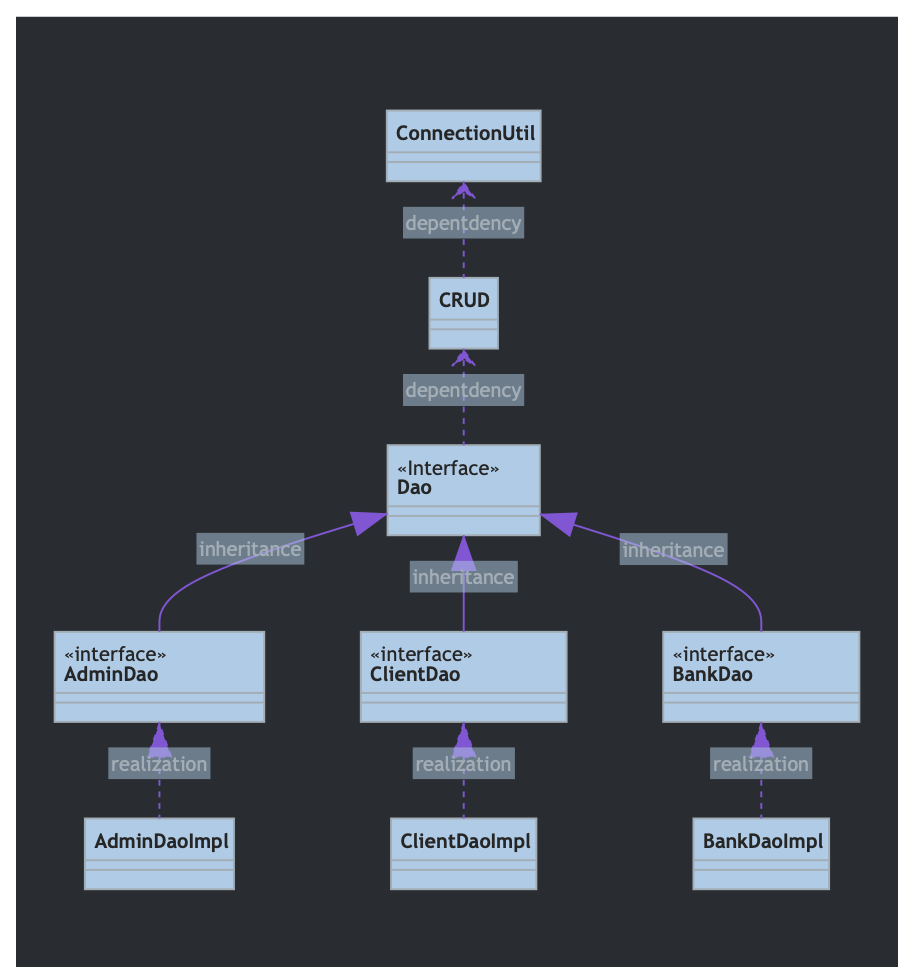 ConnectionUtil
depentdency
CRUD
depentdency
«Interface»
Dao
inheritance
inheritance
inheritance
«interface»
AdminDao
«interface»
ClientDao
«interface»
BankDao
realization
realization
realization
AdminDaoImpl
ClientDaoImpl
BankDaoImpl